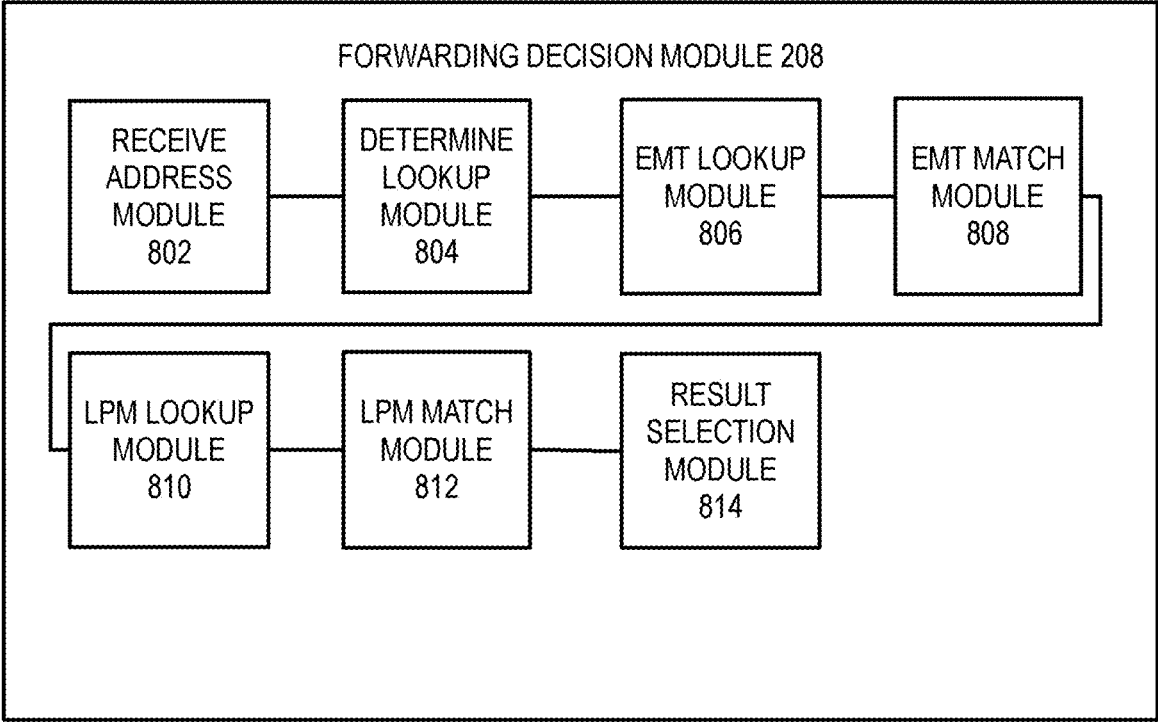 FORWARDING DECISION MODULE 208
RECEIVE
ADDRESS
MODULE
802
DETERMINE
LOOKUP
MODULE
804
EMT LOOKUP
MODULE
806
EMT MATCH
MODULE
808
LPM LOOKUP
MODULE
810
LPM MATCH
MODULE
812
RESULT
SELECTION
MODULE
814